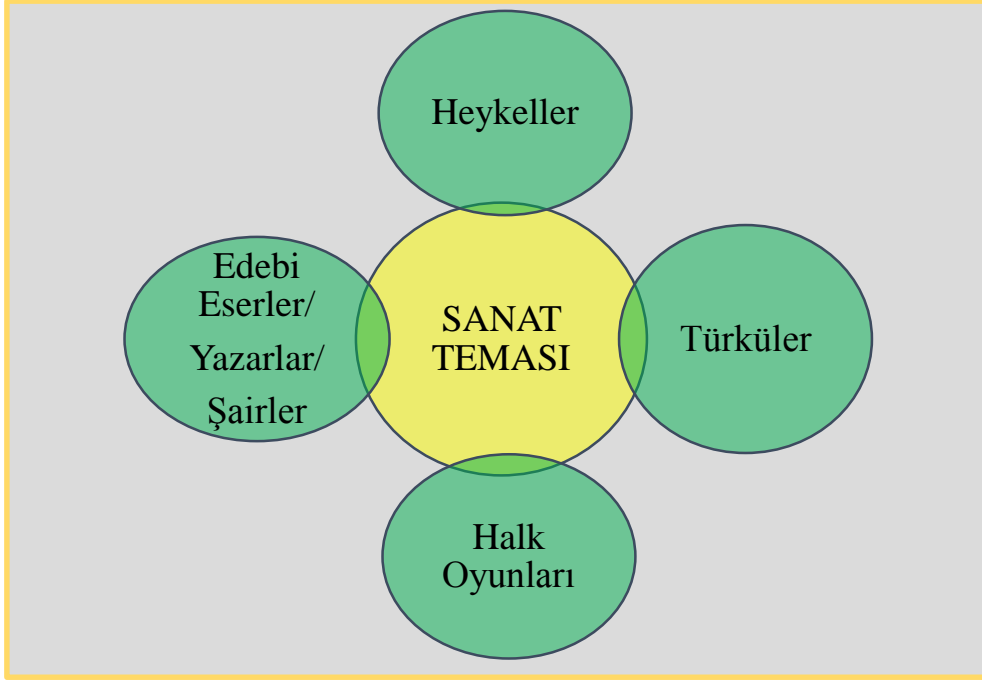 Heykeller
Edebi
Eserler/
Yazarlar/
Şairler
SANAT
TEMASI
Türküler
Halk
Oyunları